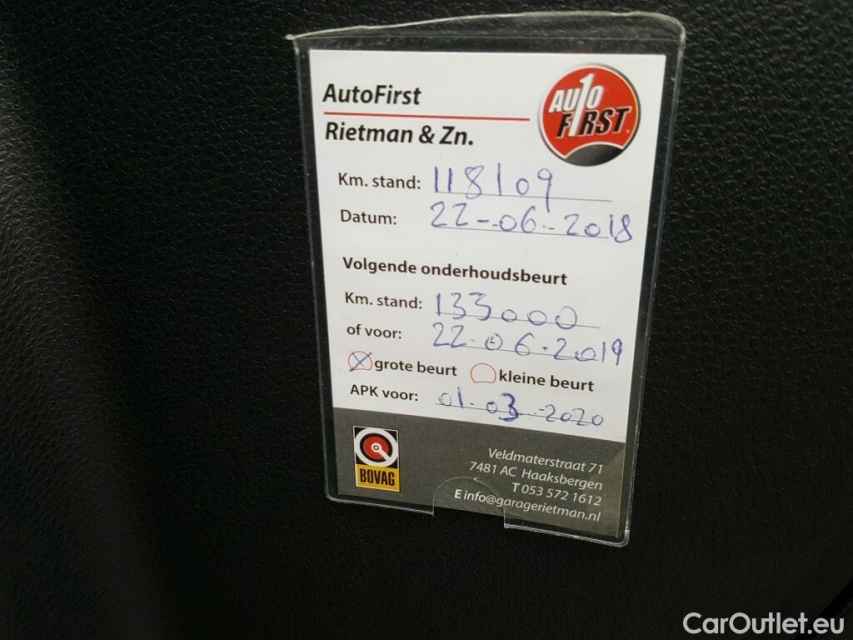 AutoFirst
Rietman & Zn.
AUTO
F1RST
Km. stand: 118109
Datum: 22-06-2018
Volgende onderhoudsbeurt
Km. stand: 133000
of voor: 22-06-2019
grote beurt kleine beurt
APK voor: 01-03-2020
BOVAG
Veldmaterstraat 71
7481 AC Haaksbergen
T 053 572 1612
E info@garagerietman.nl
CarOutlet.eu